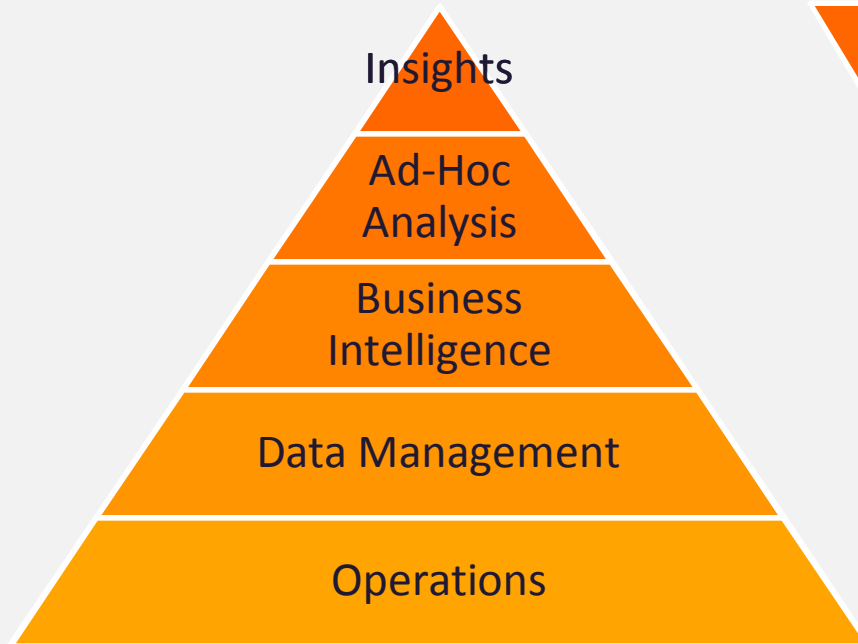 Insights
Ad-Hoc
Analysis
Business
Intelligence
Data Management
Operations